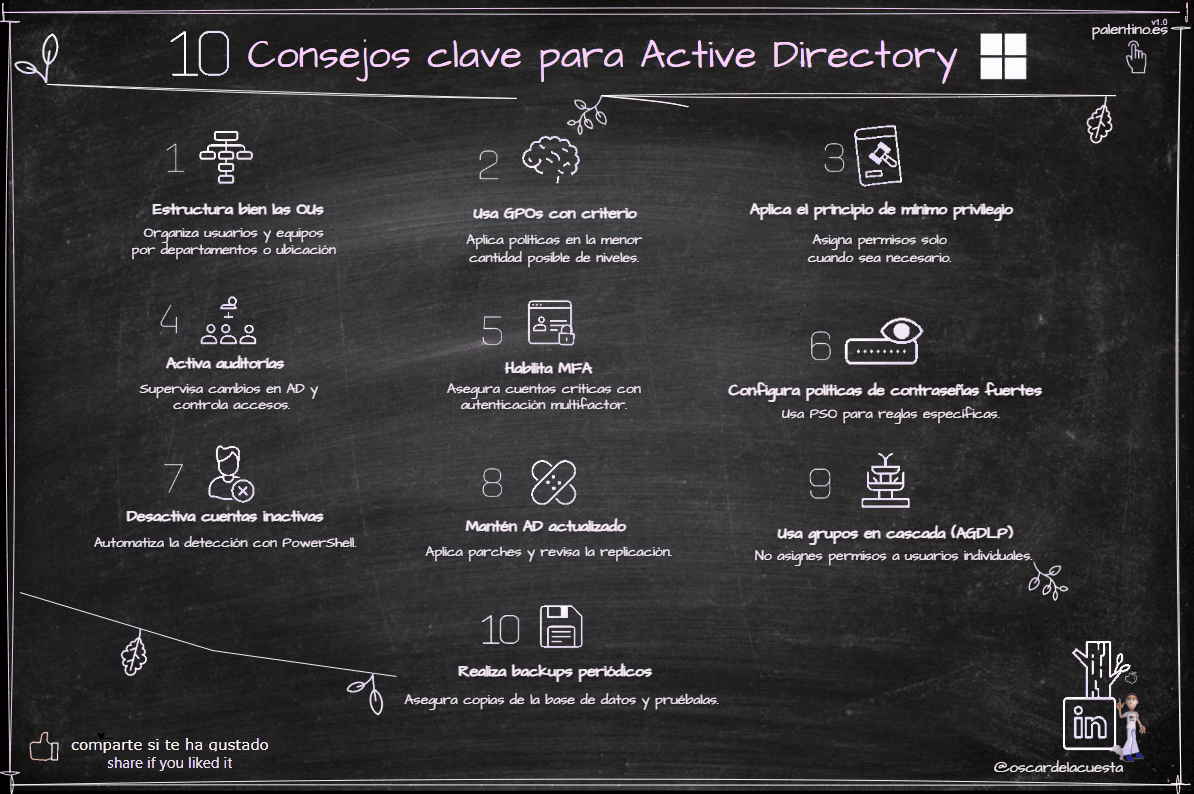 v1.0
palentino.es
10 Consejos clave para Active Directory
1
Estructura bien las OUs
Organiza usuarios y equipos
por departamentos o ubicación
2
Usa GPOs con criterio
Aplica políticas en la menor
cantidad posible de niveles.
3
Aplica el principio de mínimo privilegio
Asigna permisos solo
cuando sea necesario.
4
Activa auditorías
Supervisa cambios en AD y
controla accesos.
5
Habilita MFA
Asegura cuentas críticas con
autenticación multifactor.
6
Configura políticas de contraseñas fuertes
Usa PSO para reglas específicas.
7
Desactiva cuentas inactivas
Automatiza la detección con PowerShell.
8
Mantén AD actualizado
Aplica parches y revisa la replicación.
9
Usa grupos en cascada (AGDLP)
No asignes permisos a usuarios individuales.
10
Realiza backups periódicos
Asegura copias de la base de datos y pruébalas.
comparte si te ha gustado
share if you liked it
in
@oscardelacuesta